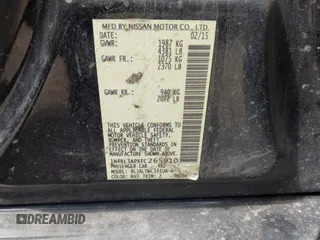 MFD BY NISSAN MOTOR CO., LTD.
DATE: 02/15
GVWR: 1987 KG
4381 LB
GAWR FR: 1075 KG
2370 LB
GAWR RR: 940 KG
2072 LB
THIS VEHICLE CONFORMS TO ALL
APPLICABLE FEDERAL MOTOR
VEHICLE SAFETY, BUMPER, AND
THEFT PREVENTION STANDARDS
IN EFFECT ON THE DATE OF
MANUFACTURE SHOWN ABOVE.
265910
PASSENGER CAR
TRIM:
DREAMBID